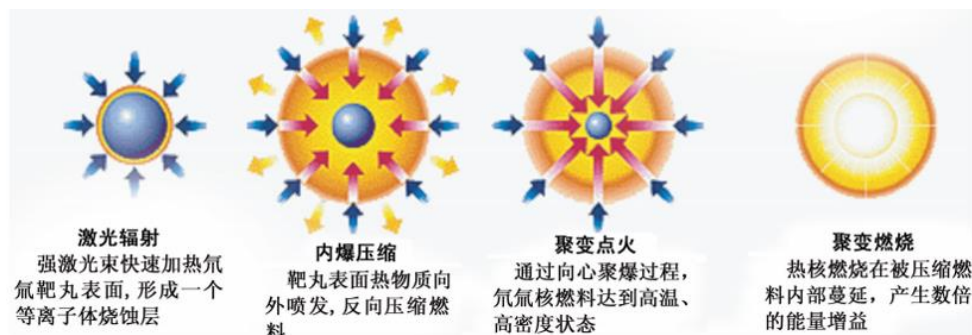 激光辐射
强激光束快速加热氘
氚靶丸表面,形成一个
等离子体烧蚀层
内爆压缩
靶丸表面热物质向
外喷发,反向压缩燃
料
聚变点火
通过向心聚爆过程,
氘氚核燃料达到高温、
高密度状态
聚变燃烧
热核燃烧在被压缩燃
料内部蔓延，产生数倍
的能量增益